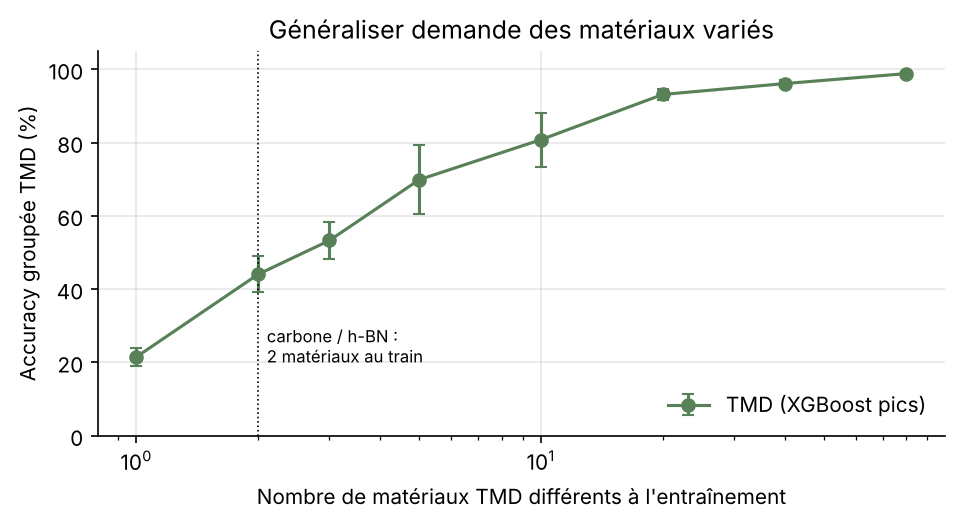 Généraliser demande des matériaux variés
Accuracy groupée TMD (%)
100
80
60
40
20
0
carbone / h-BN :
2 matériaux au train
TMD (XGBoost pics)
10⁰
10¹
Nombre de matériaux TMD différents à l'entraînement